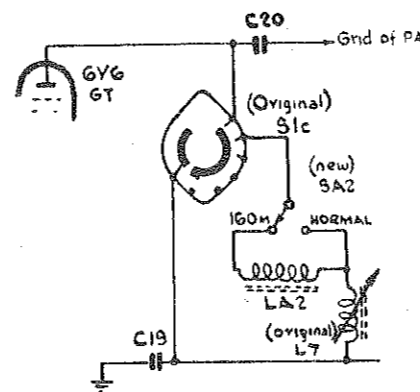 C20
Grid of PA
6V6
GT
(Original)
S1c
(new)
SA2
160M
NORMAL
LA2
C19
(original)
L7